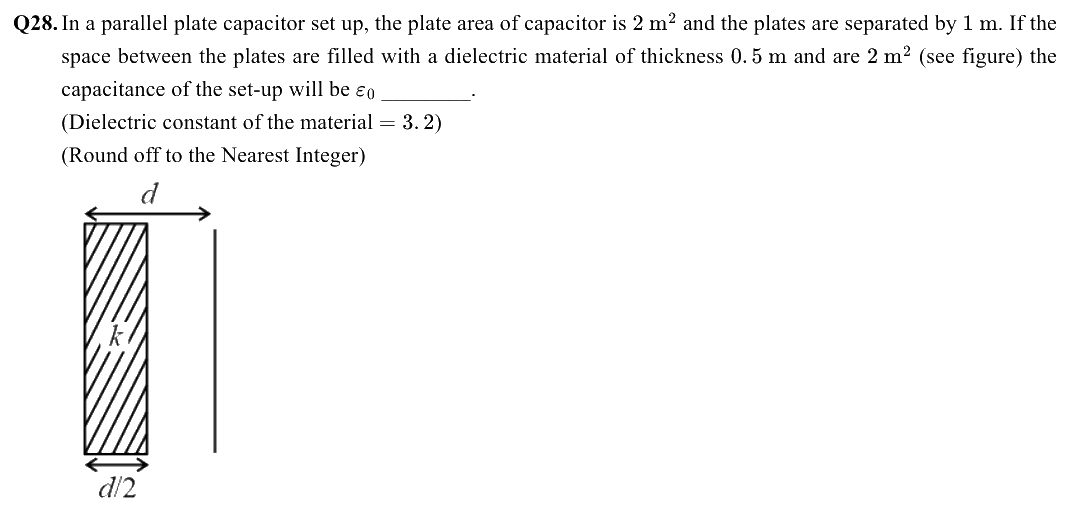 Q28. In a parallel plate capacitor set up, the plate area of capacitor is 2 m² and the plates are separated by 1 m. If the
space between the plates are filled with a dielectric material of thickness 0. 5 m and are 2 m² (see figure) the
capacitance of the set-up will be ε₀ ________.
(Dielectric constant of the material = 3. 2)
(Round off to the Nearest Integer)
d
k
d/2